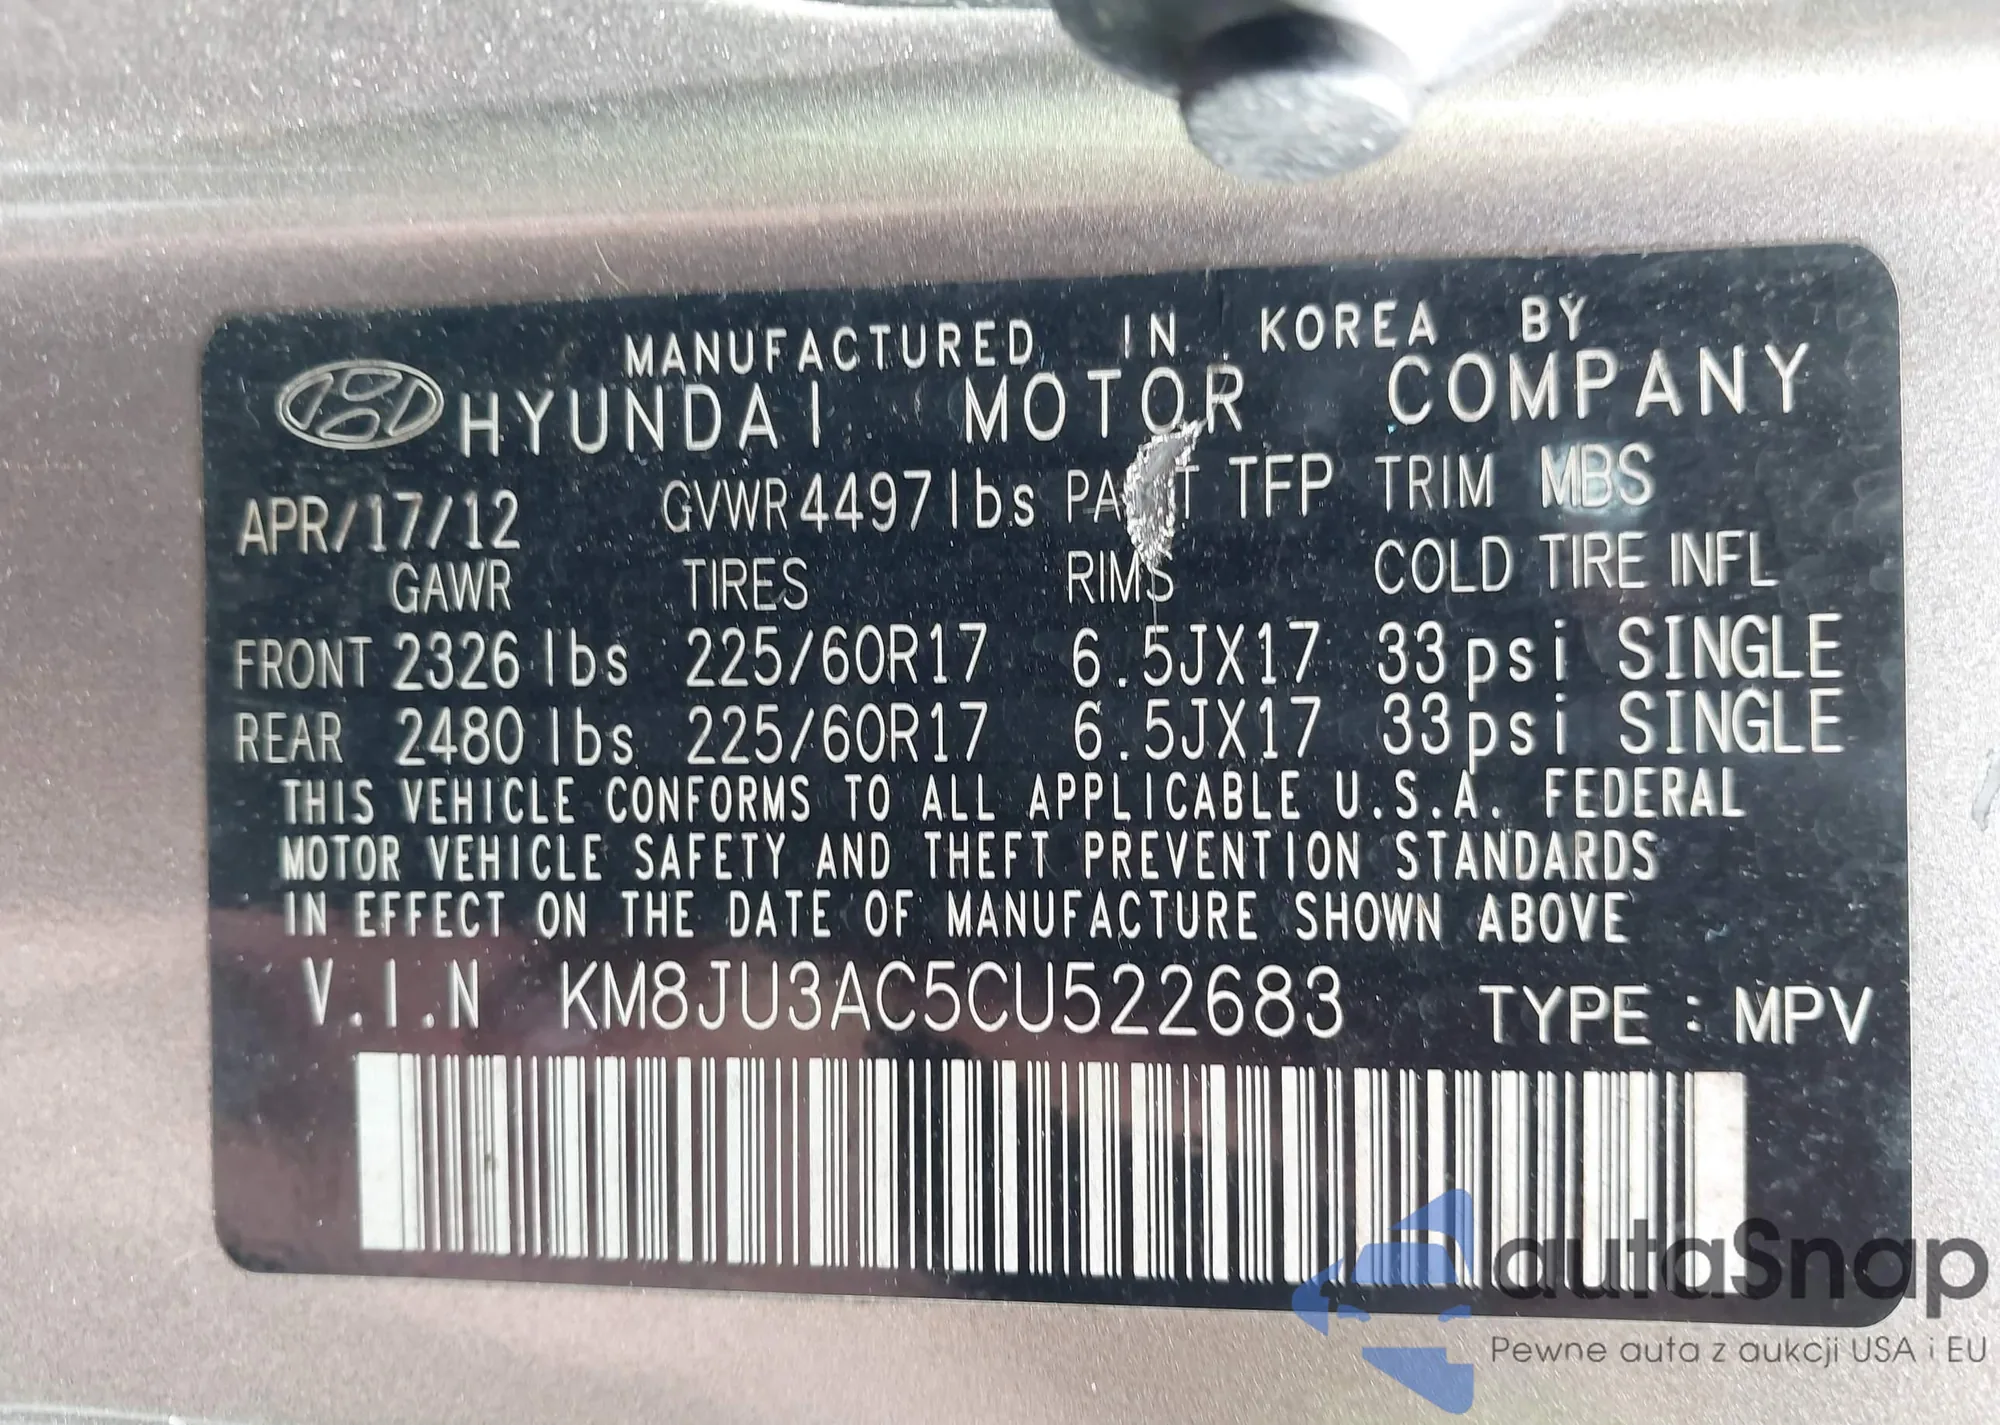 MANUFACTURED IN KOREA BY
HYUNDAI MOTOR COMPANY
APR/17/12 GVWR 4497 lbs TFP TRIM MBS
GAWR TIRES RIMS COLD TIRE INFL
FRONT 2326 lbs 225/60R17 6.5JX17 33psi SINGLE
REAR 2480 lbs 225/60R17 6.5JX17 33psi SINGLE
THIS VEHICLE CONFORMS TO ALL APPLICABLE U.S.A. FEDERAL
MOTOR VEHICLE SAFETY AND THEFT PREVENTION STANDARDS
IN EFFECT ON THE DATE OF MANUFACTURE SHOWN ABOVE
V.I.N KM8JU3AC5CU522683 TYPE : MPV
autaSnap
Pewne auta z aukcji USA i EU